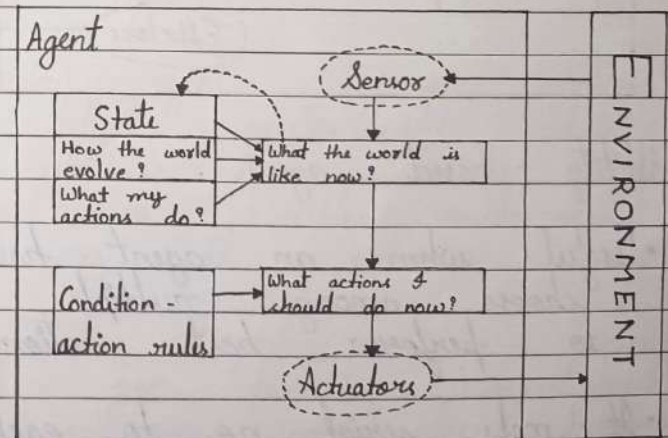 Agent
Sensor
State
How the world
evolve?
What my
actions do?
What the world is
like now?
Condition -
action rules
What actions I
should do now?
Actuators
ENVIRONMENT